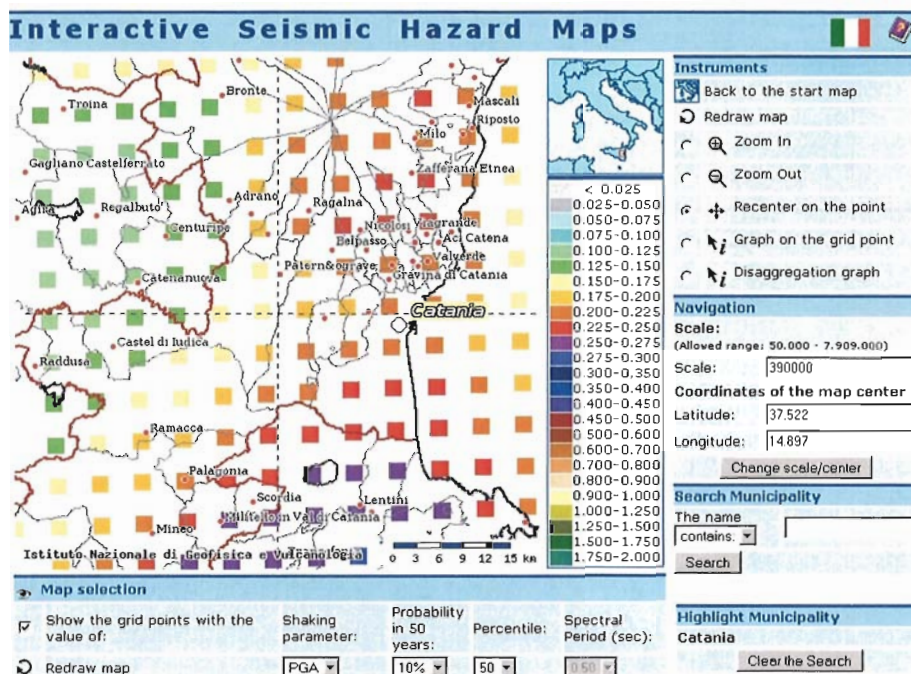 Interactive Seismic Hazard Maps
Bronte
Troina
Mascali
Riposto
Milo
Gagliano Castelferrato
Zafferana Etnea
Adrano
Ragalna
Agira
Regalbuto
Centuripe
Nicolosi
Viagrande
Belpasso
Aci Catena
Valverde
Patern&ograve
Gravina di Catania
Catenanuova
Catania
Castel di Iudica
Raddusa
Ramacca
Palagonia
Scordia
Lentini
Militello in Val di Catania
Mineo
Istituto Nazionale di Geofisica e Vulcanologia
0 3 6 9 12 15 km
< 0.025
0.025-0.050
0.050-0.075
0.075-0.100
0.100-0.125
0.125-0.150
0.150-0.175
0.175-0.200
0.200-0.225
0.225-0.250
0.250-0.275
0.275-0.300
0.300-0.350
0.350-0.400
0.400-0.450
0.450-0.500
0.500-0.600
0.600-0.700
0.700-0.800
0.800-0.900
0.900-1.000
1.000-1.250
1.250-1.500
1.500-1.750
1.750-2.000
Instruments
Back to the start map
Redraw map
Zoom In
Zoom Out
Recenter on the point
Graph on the grid point
Disaggregation graph
Navigation
Scale:
(Allowed range: 50.000 - 7.909.000)
Scale: 390000
Coordinates of the map center
Latitude: 37.522
Longitude: 14.897
Change scale/center
Search Municipality
The name
contains:
Search
Highlight Municipality
Catania
Clear the Search
Map selection
Show the grid points with the value of:
Redraw map
Shaking parameter:
PGA
Probability in 50 years:
10%
Percentile:
50
Spectral Period (sec):
0.50